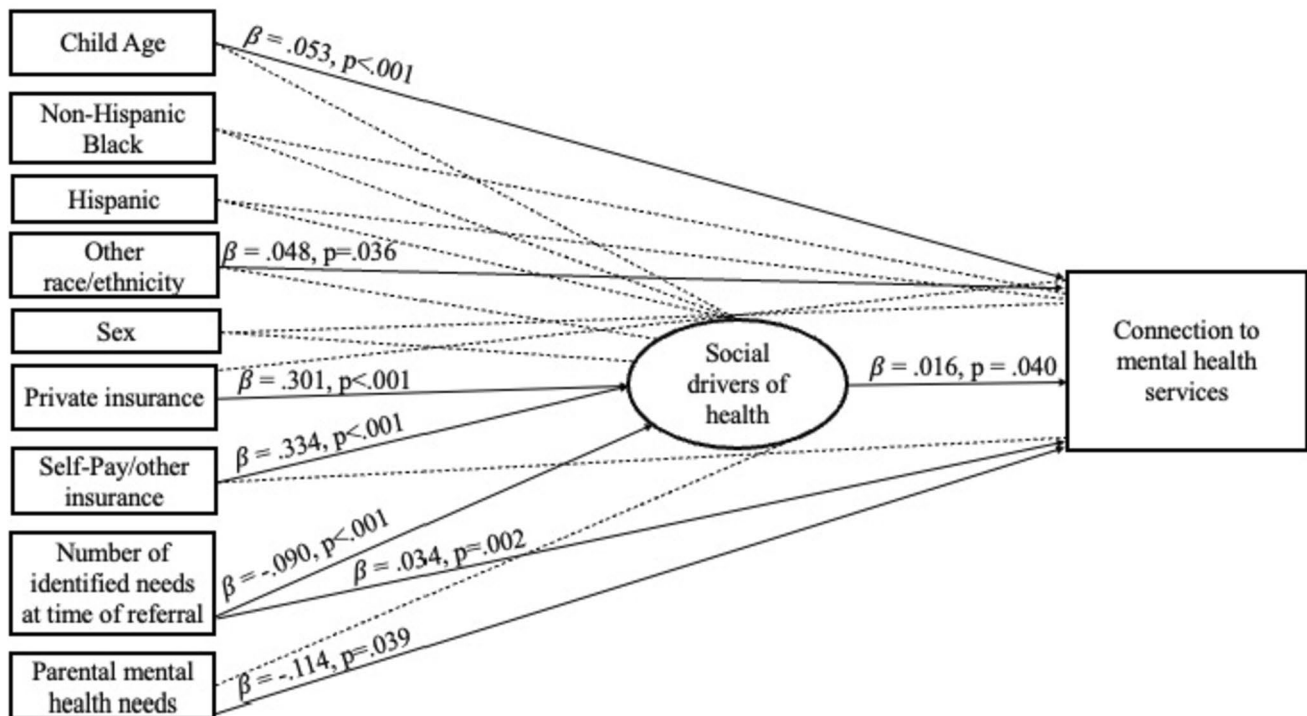 Child Age
β = .053, p<.001
Non-Hispanic
Black
Hispanic
Other
race/ethnicity
β = .048, p=.036
Sex
Private insurance
β = .301, p<.001
Self-Pay/other
insurance
β = .334, p<.001
Number of
identified needs
at time of referral
β = -.090, p<.001
β = .034, p=.002
Parental mental
health needs
β = -.114, p=.039
Social
drivers of
health
β = .016, p = .040
Connection to
mental health
services